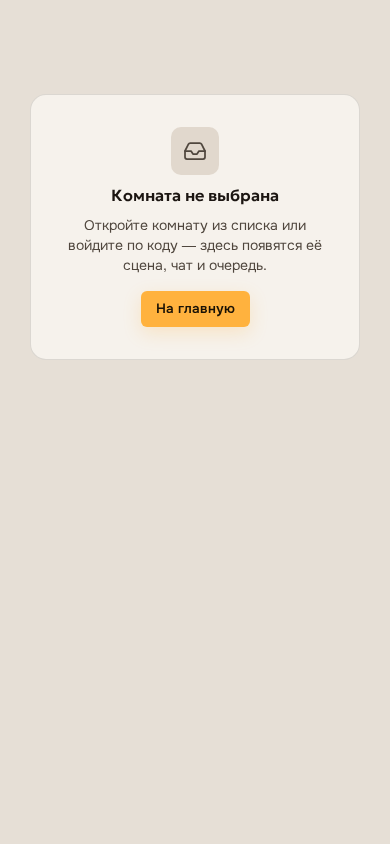 Комната не выбрана
Откройте комнату из списка или
войдите по коду — здесь появятся её
сцена, чат и очередь.
На главную